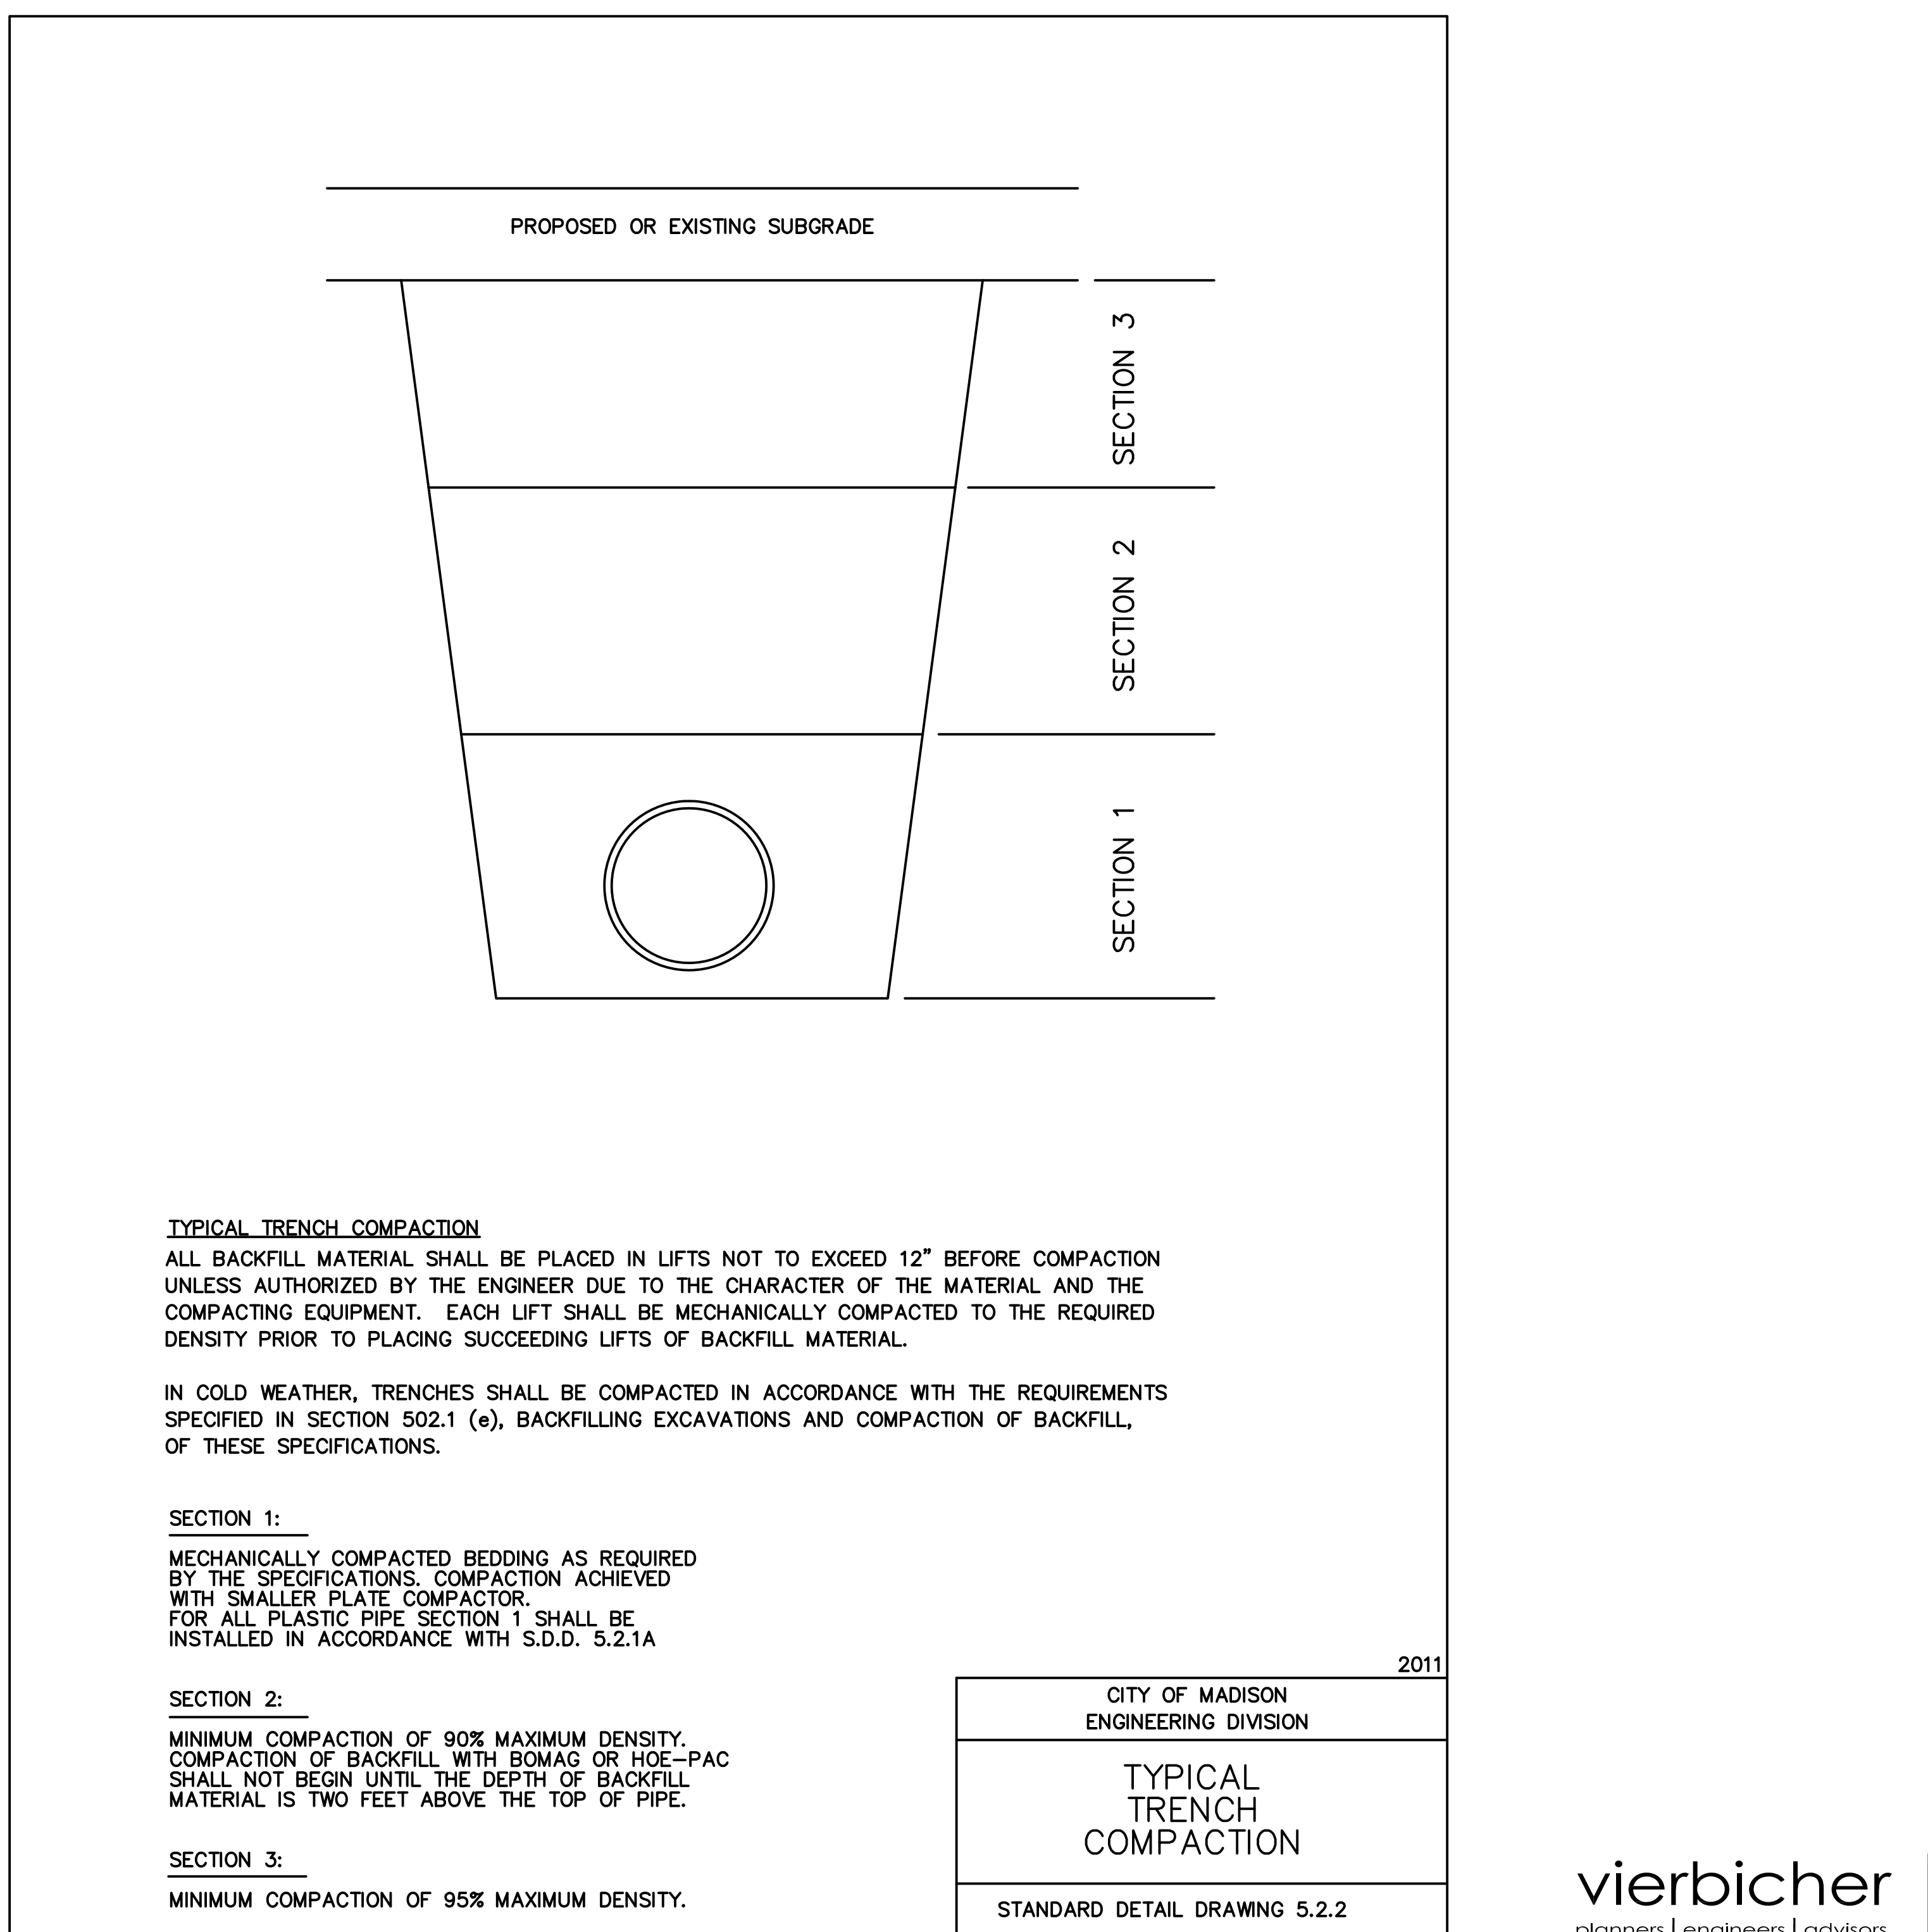 PROPOSED OR EXISTING SUBGRADE
SECTION 3
SECTION 2
SECTION 1
TYPICAL TRENCH COMPACTION
ALL BACKFILL MATERIAL SHALL BE PLACED IN LIFTS NOT TO EXCEED 12" BEFORE COMPACTION
UNLESS AUTHORIZED BY THE ENGINEER DUE TO THE CHARACTER OF THE MATERIAL AND THE
COMPACTING EQUIPMENT. EACH LIFT SHALL BE MECHANICALLY COMPACTED TO THE REQUIRED
DENSITY PRIOR TO PLACING SUCCEEDING LIFTS OF BACKFILL MATERIAL.
IN COLD WEATHER, TRENCHES SHALL BE COMPACTED IN ACCORDANCE WITH THE REQUIREMENTS
SPECIFIED IN SECTION 502.1 (e), BACKFILLING EXCAVATIONS AND COMPACTION OF BACKFILL,
OF THESE SPECIFICATIONS.
SECTION 1:
MECHANICALLY COMPACTED BEDDING AS REQUIRED
BY THE SPECIFICATIONS. COMPACTION ACHIEVED
WITH SMALLER PLATE COMPACTOR.
FOR ALL PLASTIC PIPE SECTION 1 SHALL BE
INSTALLED IN ACCORDANCE WITH S.D.D. 5.2.1A
SECTION 2:
MINIMUM COMPACTION OF 90% MAXIMUM DENSITY.
COMPACTION OF BACKFILL WITH BOMAG OR HOE-PAC
SHALL NOT BEGIN UNTIL THE DEPTH OF BACKFILL
MATERIAL IS TWO FEET ABOVE THE TOP OF PIPE.
SECTION 3:
MINIMUM COMPACTION OF 95% MAXIMUM DENSITY.
2011
CITY OF MADISON
ENGINEERING DIVISION
TYPICAL
TRENCH
COMPACTION
STANDARD DETAIL DRAWING 5.2.2
vierbicher
planners | engineers | advisors